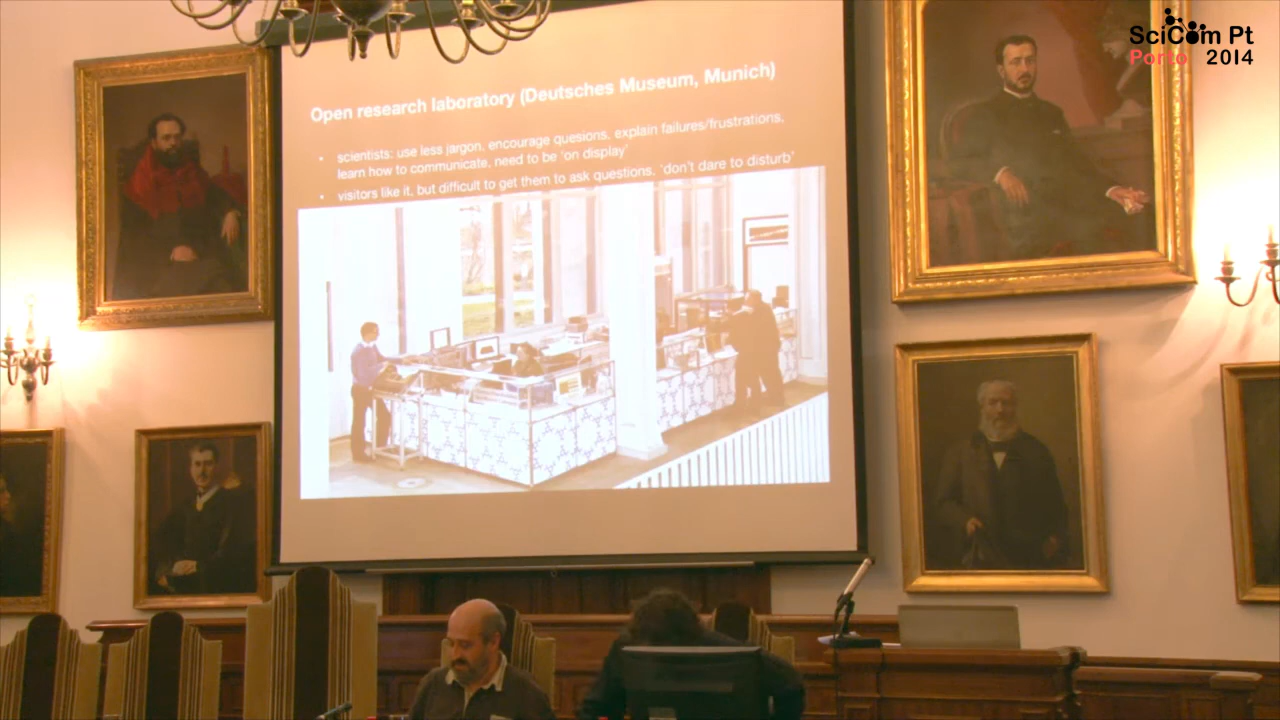 SciCom Pt
Porto 2014
Open research laboratory (Deutsches Museum, Munich)
• scientists: use less jargon, encourage quesions, explain failures/frustrations,
learn how to communicate, need to be 'on display'
• visitors like it, but difficult to get them to ask questions, 'don't dare to disturb'